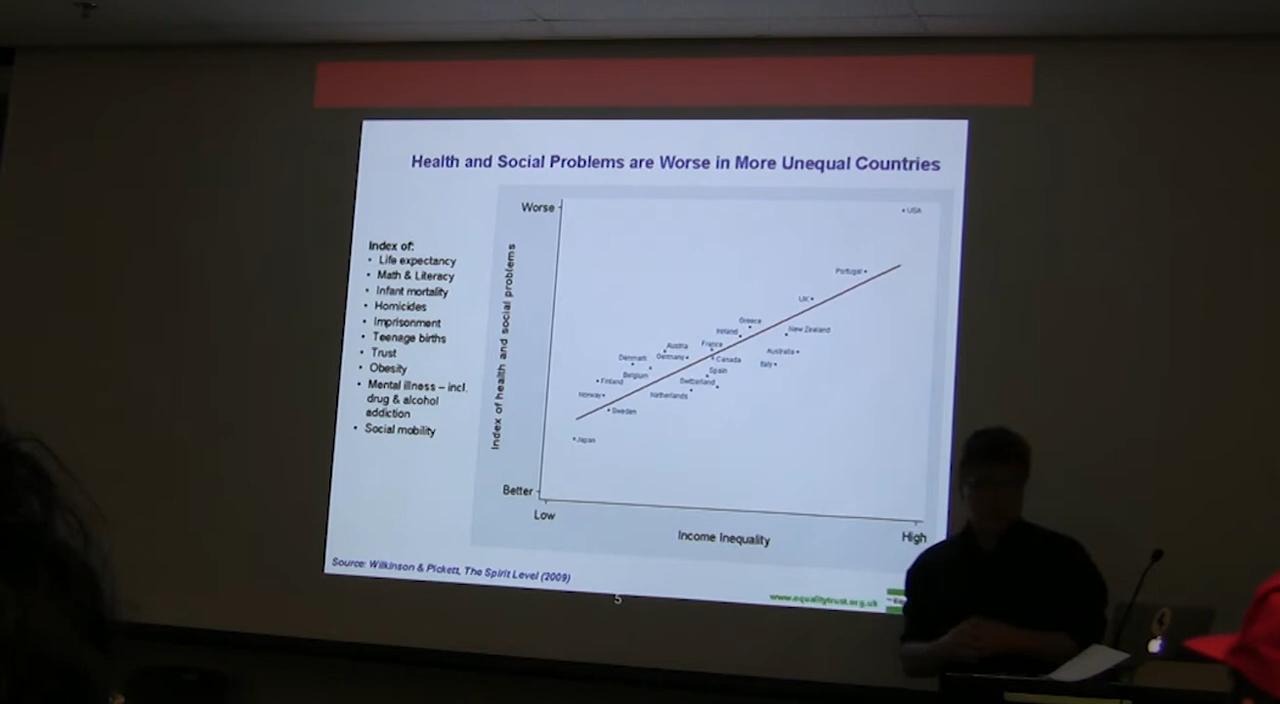 Health and Social Problems are Worse in More Unequal Countries
Index of:
• Life expectancy
• Math & Literacy
• Infant mortality
• Homicides
• Imprisonment
• Teenage births
• Trust
• Obesity
• Mental illness – incl.
drug & alcohol
addiction
• Social mobility
Index of health and social problems
Worse
Better
USA
Portugal
UK
Greece
New Zealand
Ireland
France
Austria
Australia
Denmark
Germany
Canada
Italy
Belgium
Spain
Finland
Switzerland
Norway
Netherlands
Sweden
Japan
Low
Income Inequality
High
Source: Wilkinson & Pickett, The Spirit Level (2009)
www.equalitytrust.org.uk
5